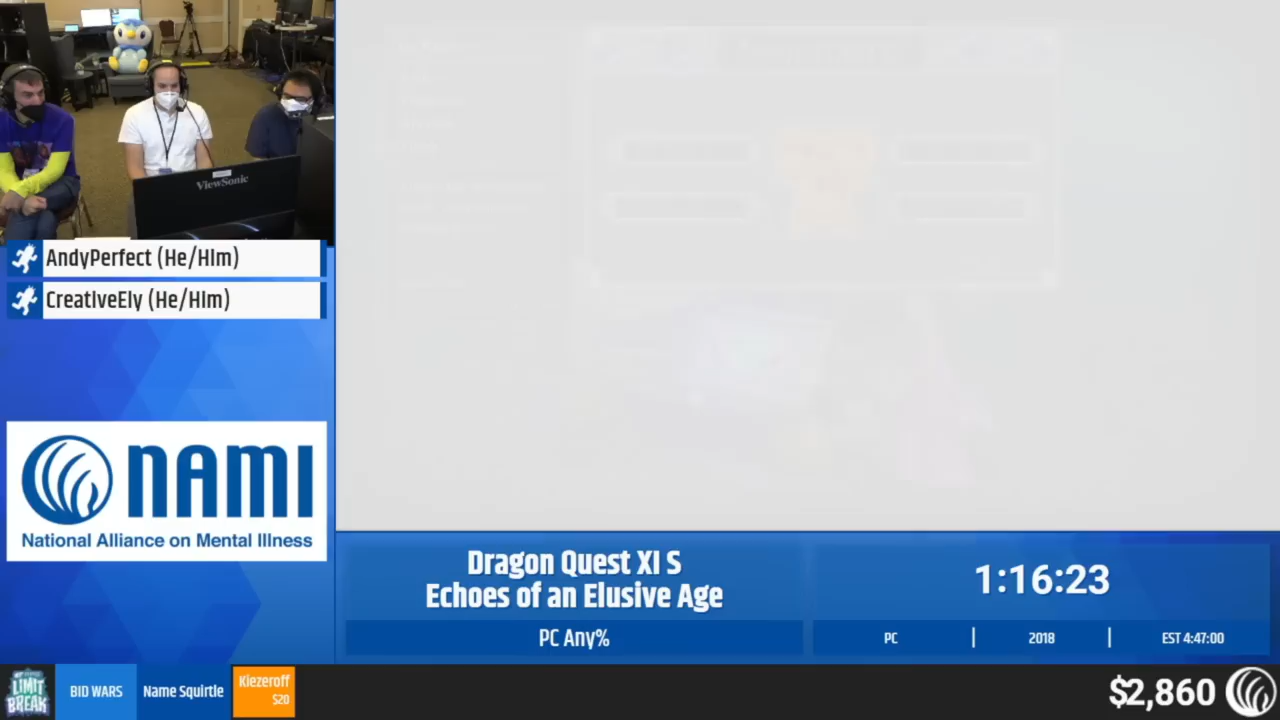 ViewSonic
AndyPerfect (He/Him)
CreativeEly (He/Him)
NAMI
National Alliance on Mental Illness
Dragon Quest XI S
Echoes of an Elusive Age
PC Any%
1:16:23
PC | 2018 | EST 4:47:00
LIMIT
BREAK
BID WARS
Name Squirtle
Kiezeroff
$20
$2,860